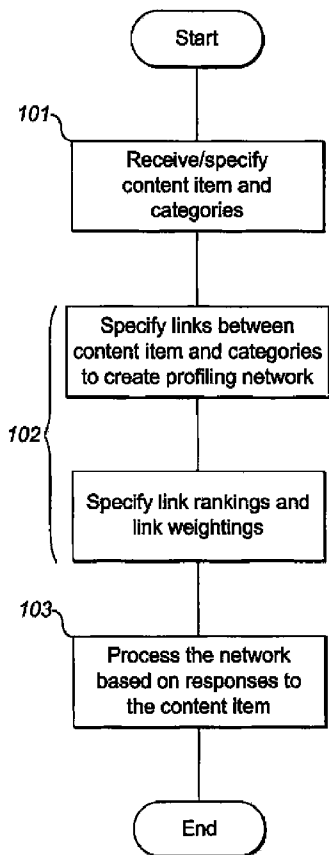 Start
101
Receive/specify
content item and
categories
Specify links between
content item and categories
to create profiling network
102
Specify link rankings and
link weightings
103
Process the network
based on responses to
the content item
End